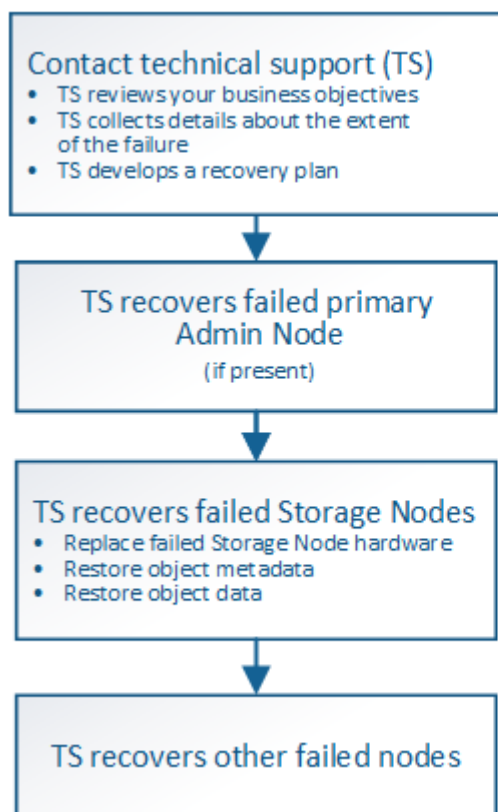 Contact technical support (TS)
• TS reviews your business objectives
• TS collects details about the extent
of the failure
• TS develops a recovery plan
TS recovers failed primary
Admin Node
(if present)
TS recovers failed Storage Nodes
• Replace failed Storage Node hardware
• Restore object metadata
• Restore object data
TS recovers other failed nodes